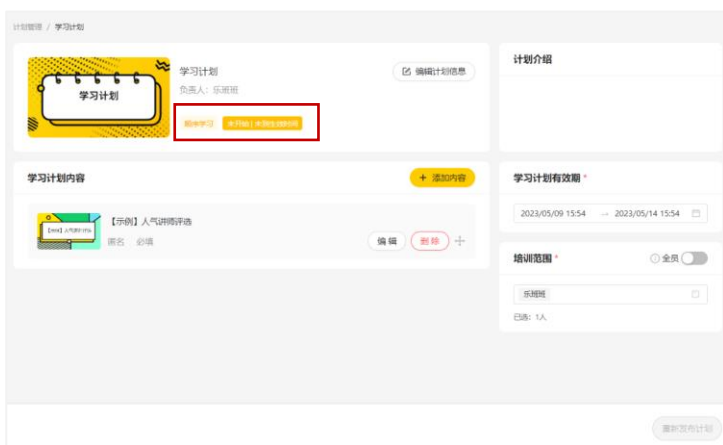 计划管理 / 学习计划
学习计划
学习计划
编辑计划信息
负责人：乐班班
顺序学习
未开始 | 未到生效时间
计划介绍
学习计划内容
+ 添加内容
【示例】人气讲师评选
【示例】人气讲师评选
匿名 必填
编辑
删除
学习计划有效期 *
2023/05/09 15:54 → 2023/05/14 15:54
培训范围 *
全员
乐班班
已选：1人
重新发布计划